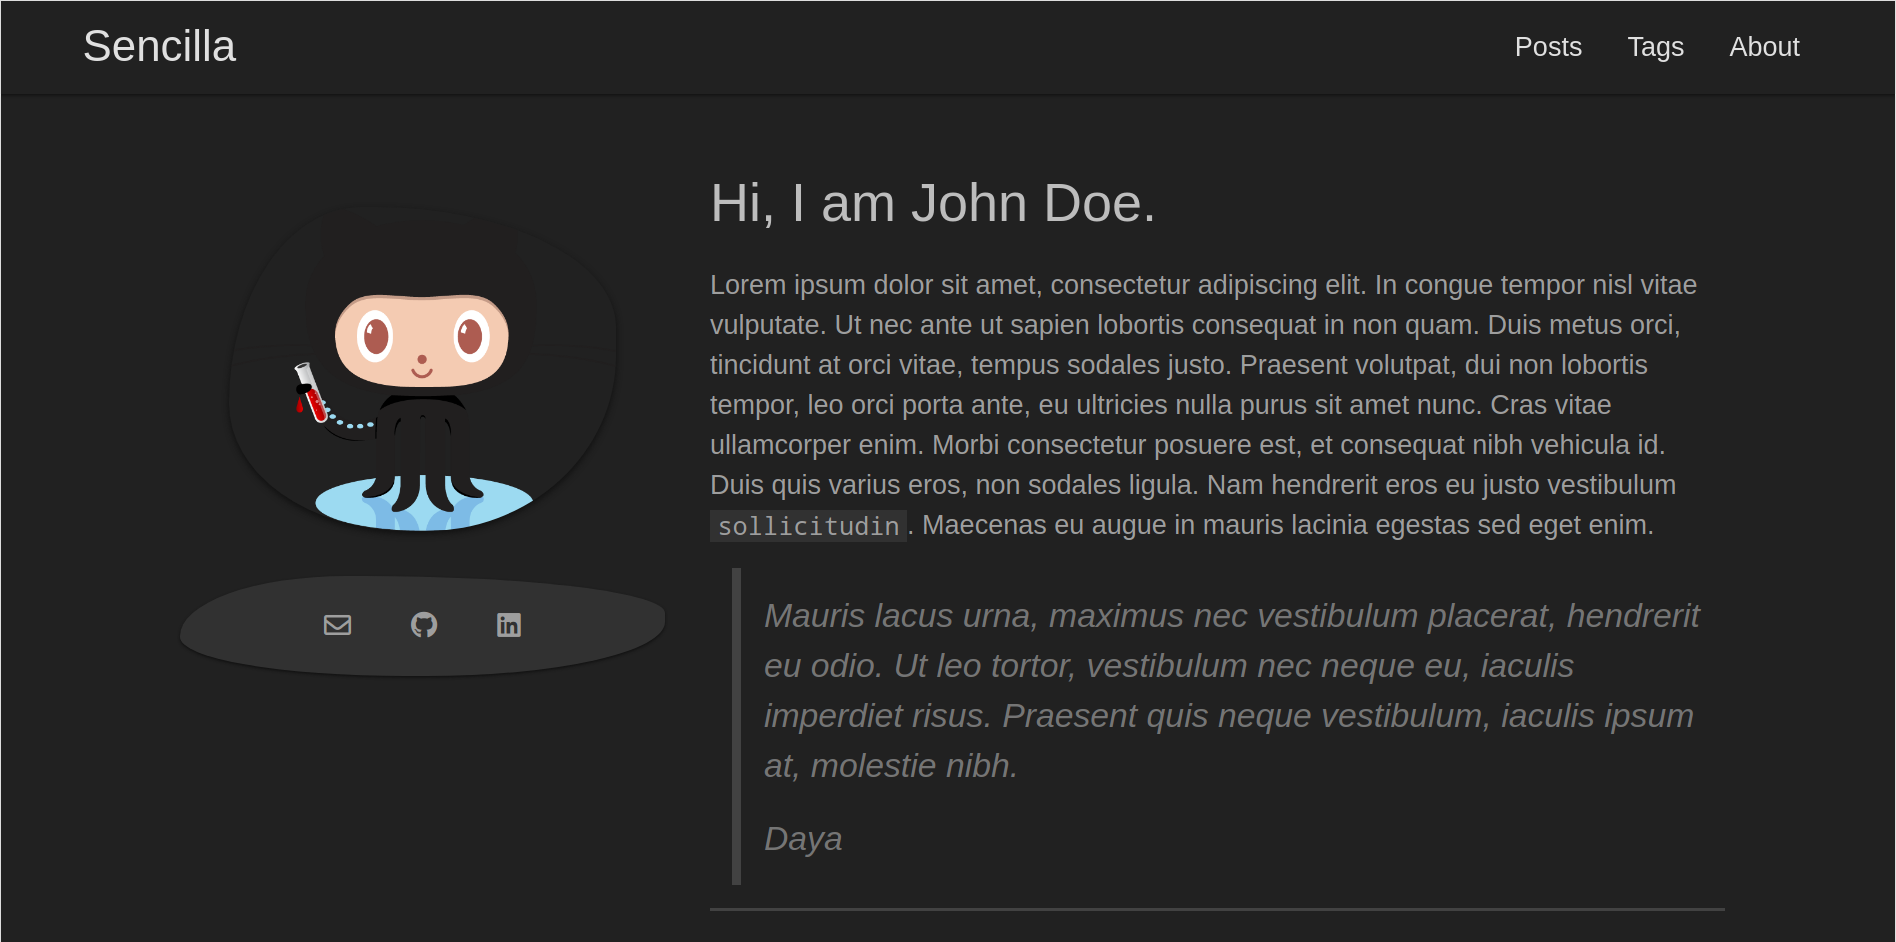 Sencilla
Posts Tags About
Hi, I am John Doe.
Lorem ipsum dolor sit amet, consectetur adipiscing elit. In congue tempor nisl vitae
vulputate. Ut nec ante ut sapien lobortis consequat in non quam. Duis metus orci,
tincidunt at orci vitae, tempus sodales justo. Praesent volutpat, dui non lobortis
tempor, leo orci porta ante, eu ultricies nulla purus sit amet nunc. Cras vitae
ullamcorper enim. Morbi consectetur posuere est, et consequat nibh vehicula id.
Duis quis varius eros, non sodales ligula. Nam hendrerit eros eu justo vestibulum
sollicitudin. Maecenas eu augue in mauris lacinia egestas sed eget enim.
Mauris lacus urna, maximus nec vestibulum placerat, hendrerit
eu odio. Ut leo tortor, vestibulum nec neque eu, iaculis
imperdiet risus. Praesent quis neque vestibulum, iaculis ipsum
at, molestie nibh.
Daya